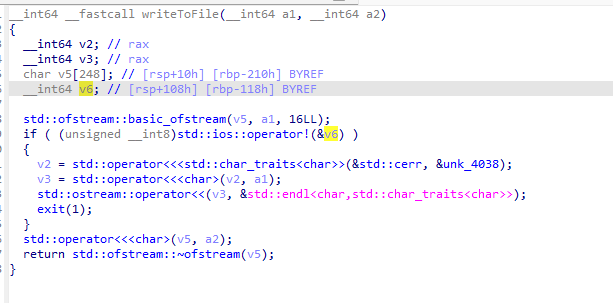 __int64 __fastcall writeToFile(__int64 a1, __int64 a2)
{
__int64 v2; // rax
__int64 v3; // rax
char v5[248]; // [rsp+10h] [rbp-210h] BYREF
__int64 v6; // [rsp+108h] [rbp-118h] BYREF
std::ofstream::basic_ofstream(v5, a1, 16LL);
if ( (unsigned __int8)std::ios::operator!(&v6) )
{
v2 = std::operator<<<std::char_traits<char>>(&std::cerr, &unk_4038);
v3 = std::operator<<<char>(v2, a1);
std::ostream::operator<<(v3, &std::endl<char,std::char_traits<char>>);
exit(1);
}
std::operator<<<char>(v5, a2);
return std::ofstream::~ofstream(v5);
}